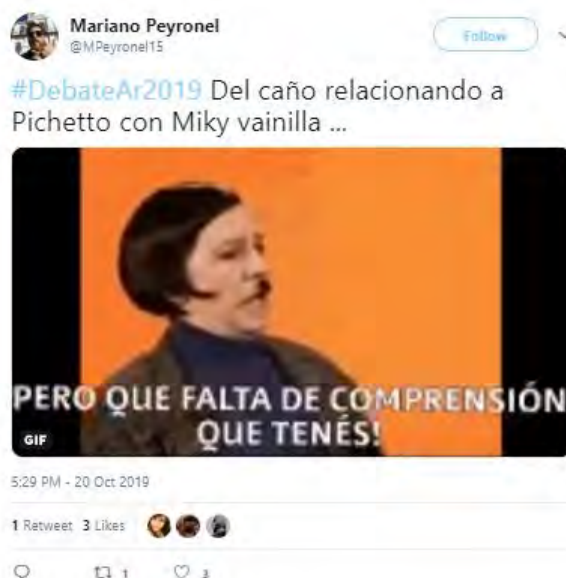 Mariano Peyronel
@MPeyronel15
Follow
#DebateAr2019 Del caño relacionando a
Pichetto con Miky vainilla ...
PERO QUE FALTA DE COMPRENSIÓN
QUE TENÉS!
GIF
5:29 PM - 20 Oct 2019
1 Retweet 3 Likes
1 3